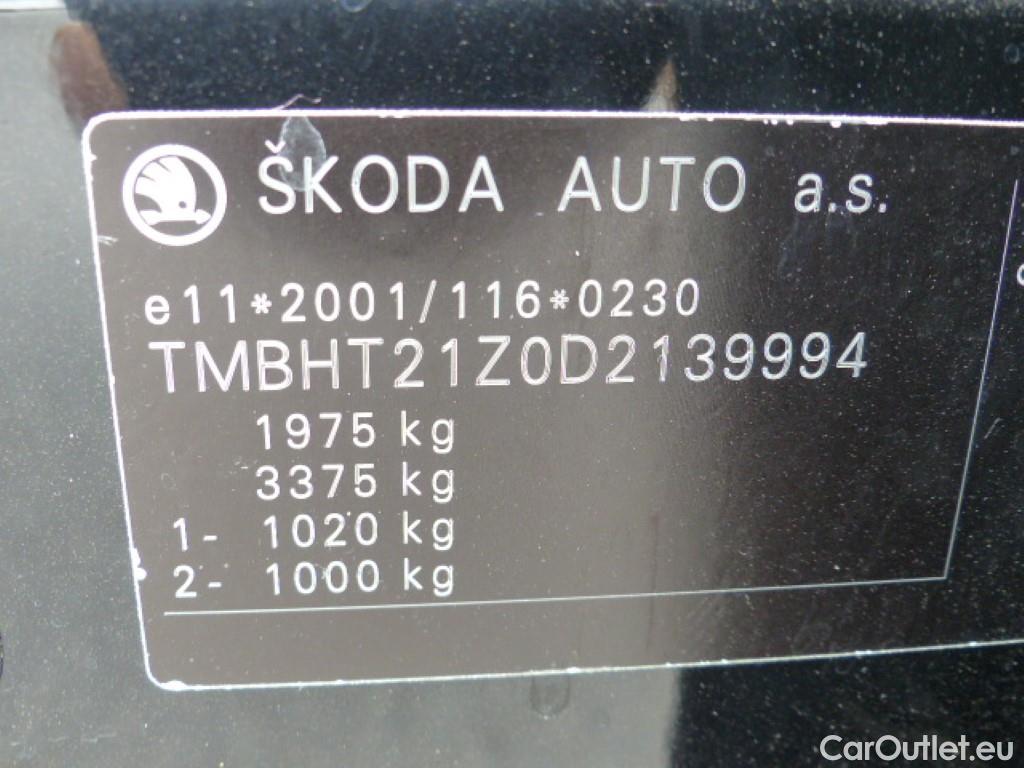 ŠKODA AUTO a.s.
e11*2001/116*0230
TMBHT21Z0D2139994
1975 kg
3375 kg
1- 1020 kg
2- 1000 kg
CarOutlet.eu